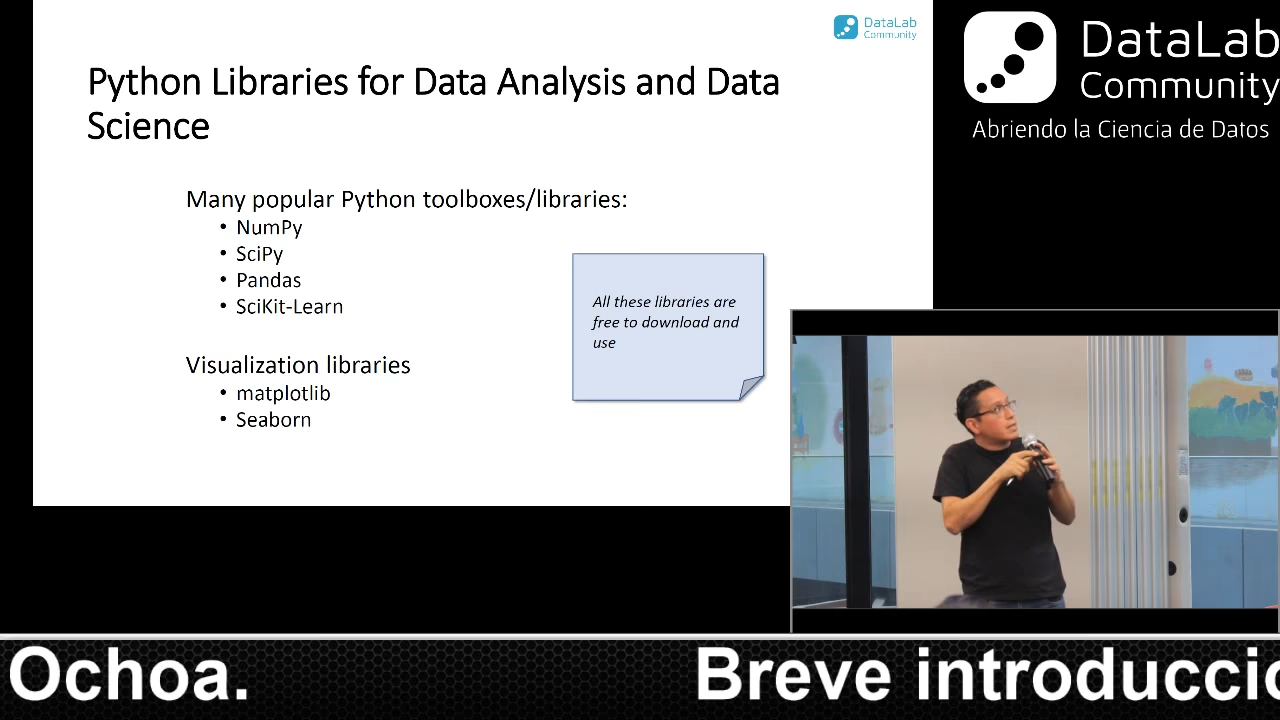 DataLab
Community
Python Libraries for Data Analysis and Data
Science
Many popular Python toolboxes/libraries:
• NumPy
• SciPy
• Pandas
• SciKit-Learn
All these libraries are
free to download and
use
Visualization libraries
• matplotlib
• Seaborn
DataLab
Community
Abriendo la Ciencia de Datos
Ochoa. Breve introducci